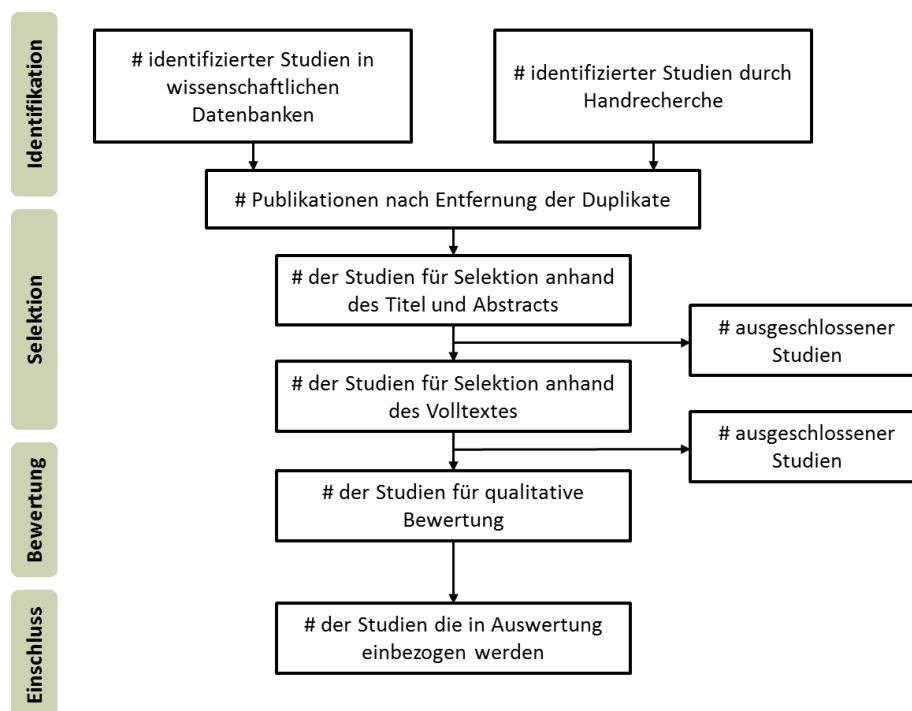 Identifikation
# identifizierter Studien in
wissenschaftlichen
Datenbanken
# identifizierter Studien durch
Handrecherche
# Publikationen nach Entfernung der Duplikate
Selektion
# der Studien für Selektion anhand
des Titel und Abstracts
# ausgeschlossener
Studien
# der Studien für Selektion anhand
des Volltextes
# ausgeschlossener
Studien
Bewertung
# der Studien für qualitative
Bewertung
Einschluss
# der Studien die in Auswertung
einbezogen werden